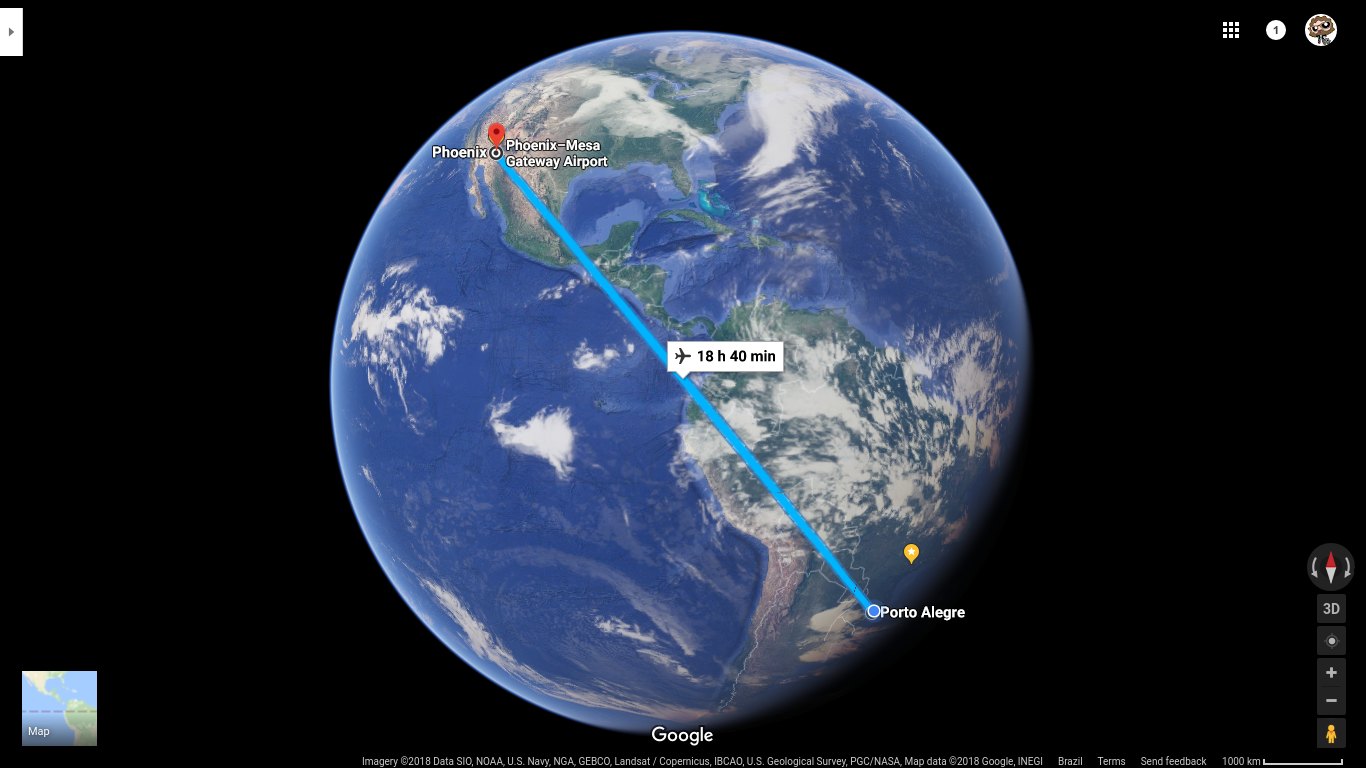 1
Phoenix
Phoenix–Mesa
Gateway Airport
18 h 40 min
Porto Alegre
3D
+
−
Map
Google
Imagery ©2018 Data SIO, NOAA, U.S. Navy, NGA, GEBCO, Landsat / Copernicus, IBCAO, U.S. Geological Survey, PGC/NASA, Map data ©2018 Google, INEGI Brazil Terms Send feedback 1000 km